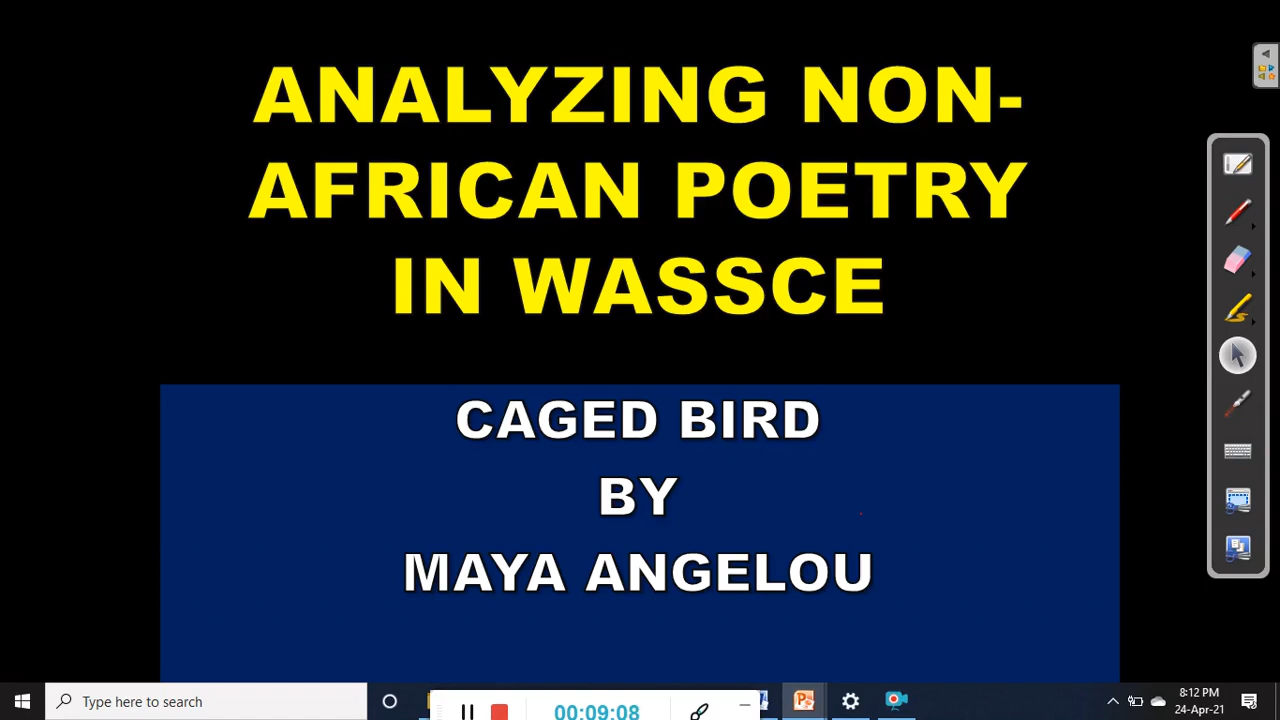 ANALYZING NON-
AFRICAN POETRY
IN WASSCE
CAGED BIRD
BY
MAYA ANGELOU
Type here to search
00:09:08
8:12 PM
24-Apr-21